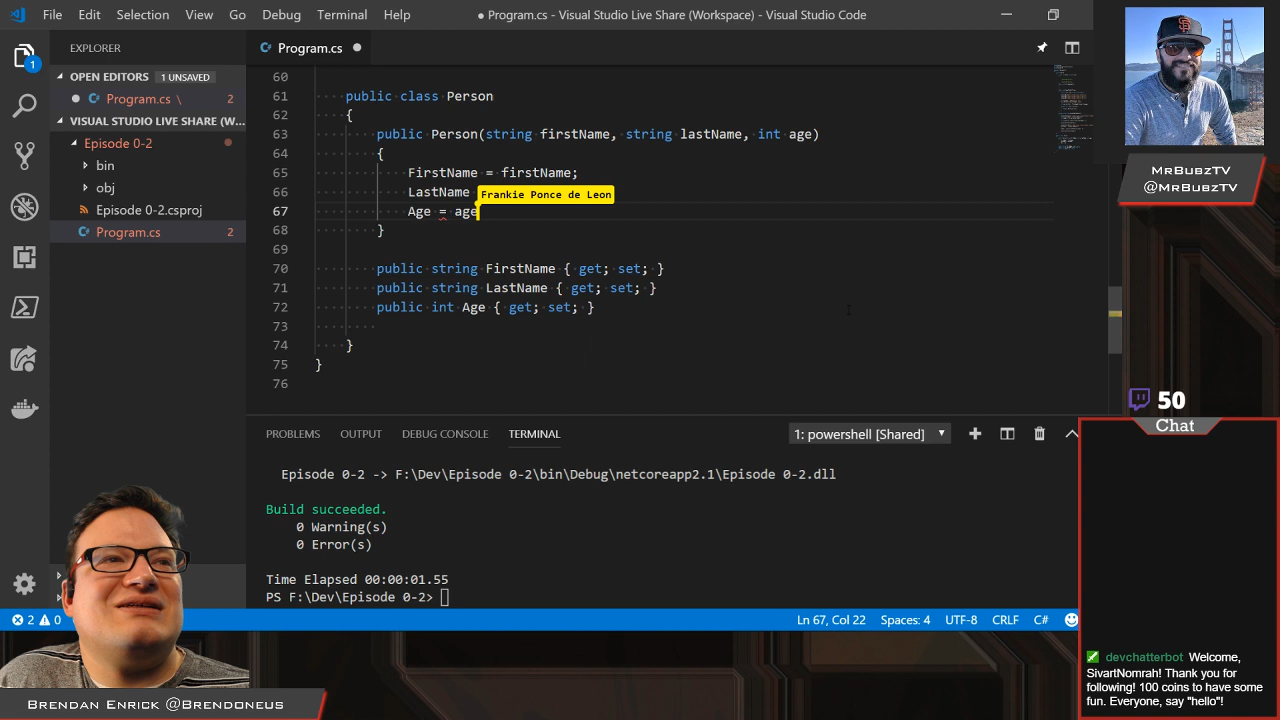 File Edit Selection View Go Debug Terminal Help
● Program.cs - Visual Studio Live Share (Workspace) - Visual Studio Code
EXPLORER
OPEN EDITORS 1 UNSAVED
Program.cs \ 2
VISUAL STUDIO LIVE SHARE (W...
Episode 0-2
bin
obj
Episode 0-2.csproj
Program.cs 2
1
C# Program.cs ●
60
61 public class Person
62 {
63 public Person(string firstName, string lastName, int age)
64 {
65 FirstName = firstName;
66 LastName
Frankie Ponce de Leon
67 Age = age
68 }
69
70 public string FirstName { get; set; }
71 public string LastName { get; set; }
72 public int Age { get; set; }
73
74 }
75 }
76
PROBLEMS OUTPUT DEBUG CONSOLE TERMINAL
1: powershell [Shared]
Episode 0-2 -> F:\Dev\Episode 0-2\bin\Debug\netcoreapp2.1\Episode 0-2.dll
Build succeeded.
0 Warning(s)
0 Error(s)
Time Elapsed 00:00:01.55
PS F:\Dev\Episode 0-2>
2 0
Ln 67, Col 22 Spaces: 4 UTF-8 CRLF C#
MrBubzTV
@MrBubzTV
50
Chat
devchatterbot Welcome,
SivartNomrah! Thank you for
following! 100 coins to have some
fun. Everyone, say "hello"!
Brendan Enrick @Brendoneus